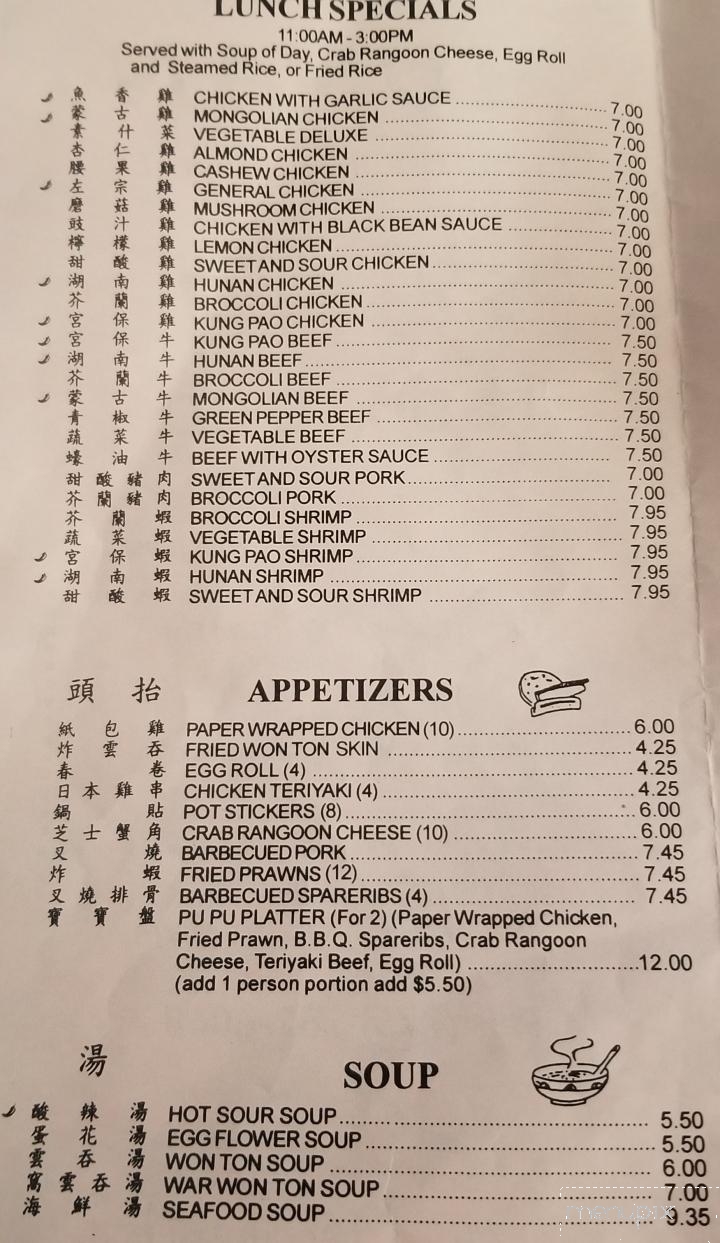 LUNCH SPECIALS
11:00AM - 3:00PM
Served with Soup of Day, Crab Rangoon Cheese, Egg Roll
and Steamed Rice, or Fried Rice
魚香雞 CHICKEN WITH GARLIC SAUCE 7.00
蒙古雞 MONGOLIAN CHICKEN 7.00
素什菜 VEGETABLE DELUXE 7.00
杏仁雞 ALMOND CHICKEN 7.00
腰果雞 CASHEW CHICKEN 7.00
左宗雞 GENERAL CHICKEN 7.00
磨菇雞 MUSHROOM CHICKEN 7.00
豉汁雞 CHICKEN WITH BLACK BEAN SAUCE 7.00
檸檬雞 LEMON CHICKEN 7.00
甜酸雞 SWEET AND SOUR CHICKEN 7.00
湖南雞 HUNAN CHICKEN 7.00
芥蘭雞 BROCCOLI CHICKEN 7.00
宮保雞 KUNG PAO CHICKEN 7.00
宮保牛 KUNG PAO BEEF 7.50
湖南牛 HUNAN BEEF 7.50
芥蘭牛 BROCCOLI BEEF 7.50
蒙古牛 MONGOLIAN BEEF 7.50
青椒牛 GREEN PEPPER BEEF 7.50
蔬菜牛 VEGETABLE BEEF 7.50
蠔油牛 BEEF WITH OYSTER SAUCE 7.50
甜酸豬肉 SWEET AND SOUR PORK 7.00
芥蘭豬肉 BROCCOLI PORK 7.00
芥蘭蝦 BROCCOLI SHRIMP 7.95
蔬菜蝦 VEGETABLE SHRIMP 7.95
宮保蝦 KUNG PAO SHRIMP 7.95
湖南蝦 HUNAN SHRIMP 7.95
甜酸蝦 SWEET AND SOUR SHRIMP 7.95
頭抬 APPETIZERS
紙包雞 PAPER WRAPPED CHICKEN (10) 6.00
炸雲吞 FRIED WON TON SKIN 4.25
春卷 EGG ROLL (4) 4.25
日本雞串 CHICKEN TERIYAKI (4) 4.25
鍋貼 POT STICKERS (8) 6.00
芝士蟹角 CRAB RANGOON CHEESE (10) 6.00
叉燒 BARBECUED PORK 7.45
炸蝦 FRIED PRAWNS (12) 7.45
叉燒排骨 BARBECUED SPARERIBS (4) 7.45
寶寶盤 PU PU PLATTER (For 2) (Paper Wrapped Chicken,
Fried Prawn, B.B.Q. Spareribs, Crab Rangoon
Cheese, Teriyaki Beef, Egg Roll) 12.00
(add 1 person portion add $5.50)
湯 SOUP
酸辣湯 HOT SOUR SOUP 5.50
蛋花湯 EGG FLOWER SOUP 5.50
雲吞湯 WON TON SOUP 6.00
窩雲吞湯 WAR WON TON SOUP 7.00
海鮮湯 SEAFOOD SOUP 9.35